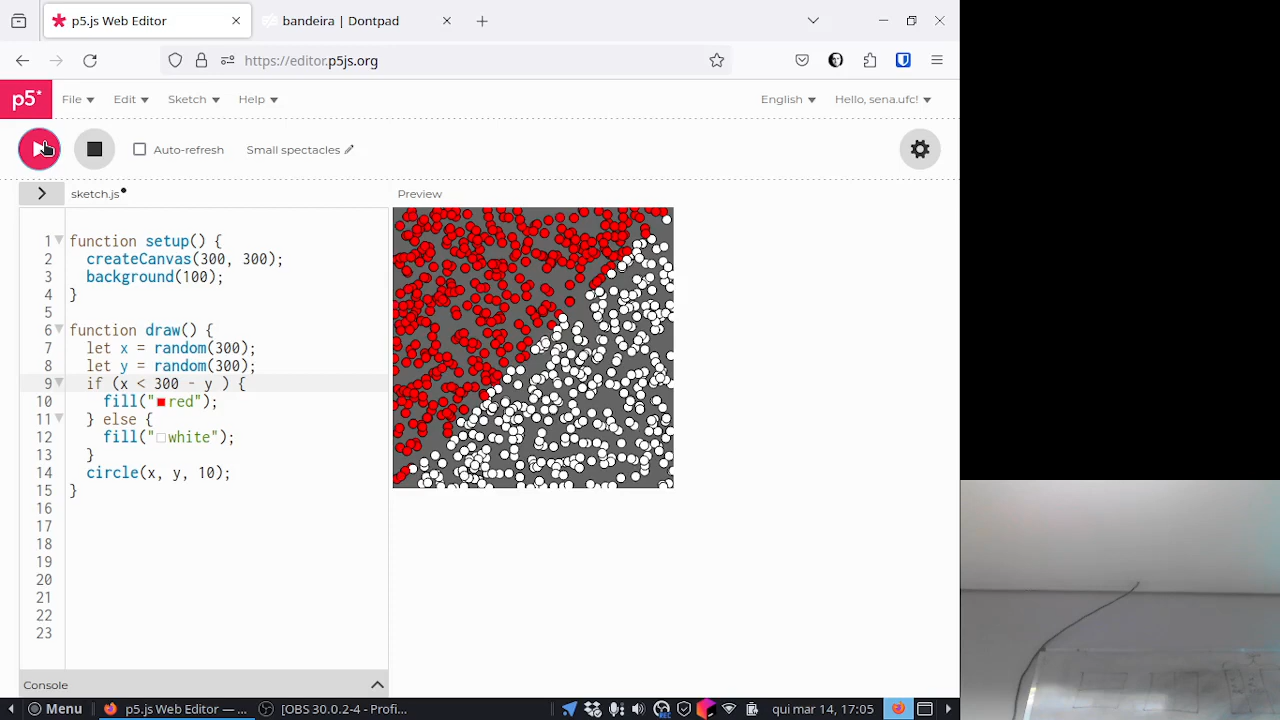 p5.js Web Editor
bandeira | Dontpad
https://editor.p5js.org
p5*
File
Edit
Sketch
Help
English
Hello, sena.ufc!
Auto-refresh
Small spectacles
sketch.js
Preview
1 function setup() {
2 createCanvas(300, 300);
3 background(100);
4 }
5
6 function draw() {
7 let x = random(300);
8 let y = random(300);
9 if (x < 300 - y ) {
10 fill("red");
11 } else {
12 fill("white");
13 }
14 circle(x, y, 10);
15 }
16
17
18
19
20
21
22
23
Console
Menu
p5.js Web Editor — ...
[OBS 30.0.2-4 - Profi...
REC
qui mar 14, 17:05